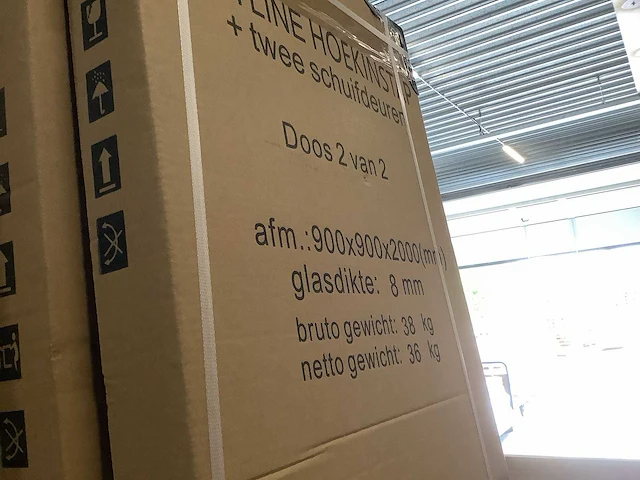 LINE HOEKINST
+ twee schuifdeuren
Doos 2 van 2
afm.:900x900x2000(mm)
glasdikte: 8 mm
bruto gewicht: 38 kg
netto gewicht: 36 kg